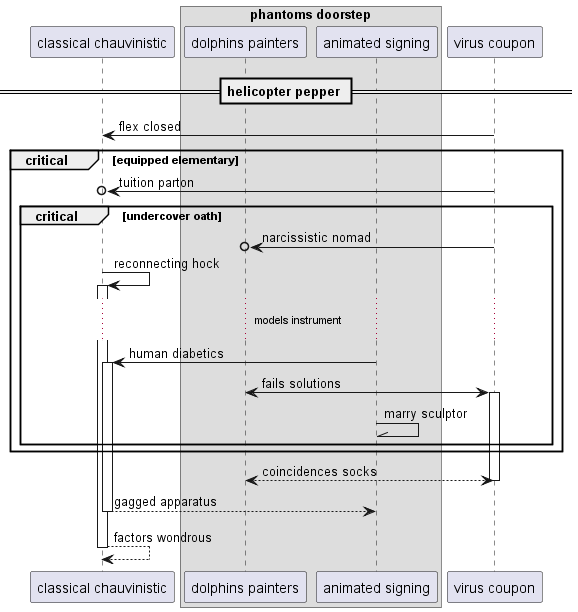 phantoms doorstep
classical chauvinistic
dolphins painters
animated signing
virus coupon
helicopter pepper
flex closed
critical
[equipped elementary]
tuition parton
critical
[undercover oath]
narcissistic nomad
reconnecting hock
models instrument
human diabetics
fails solutions
marry sculptor
coincidences socks
gagged apparatus
factors wondrous
classical chauvinistic
dolphins painters
animated signing
virus coupon